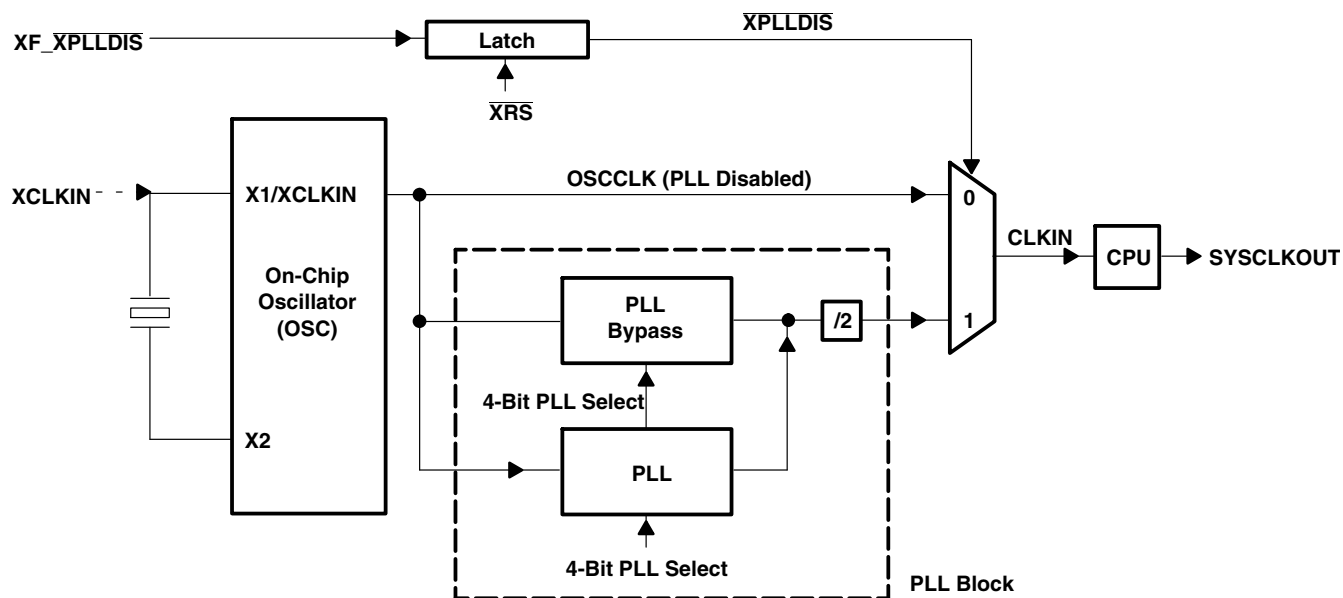 XPLLDIS
XF_XPLLDIS
Latch
XRS
XCLKIN
X1/XCLKIN
OSCCLK (PLL Disabled)
0
CLKIN
CPU
SYSCLKOUT
On-Chip
Oscillator
(OSC)
PLL
Bypass
/2
1
4-Bit PLL Select
X2
PLL
4-Bit PLL Select
PLL Block